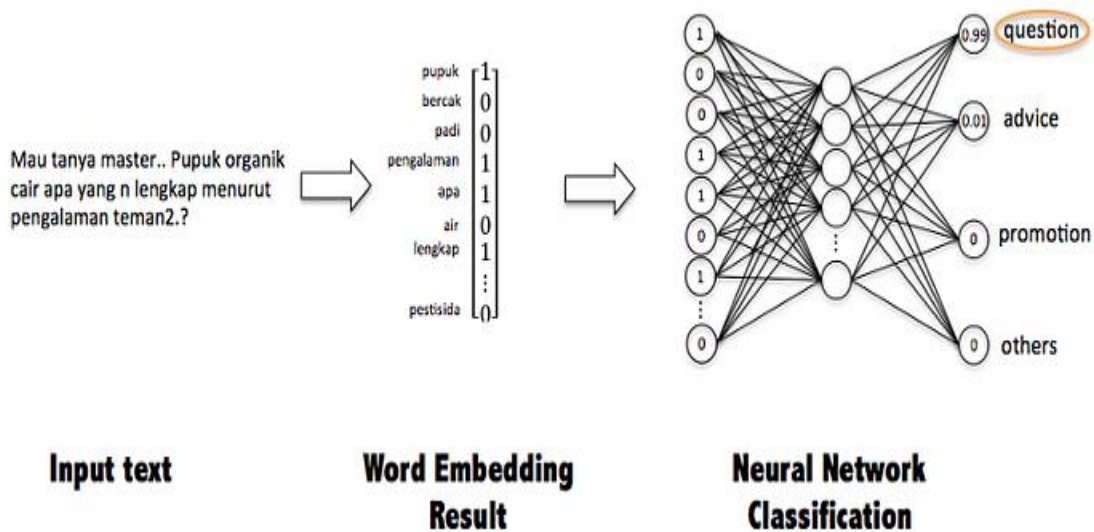 Mau tanya master.. Pupuk organik
cair apa yang n lengkap menurut
pengalaman teman2.?
pupuk 1
bercak 0
padi 0
pengalaman 1
apa 1
air 0
lengkap 1
⋮
pestisida 0
1
0
0
1
1
0
1
⋮
0
⋮
0.99 question
0.01 advice
0 promotion
0 others
Input text
Word Embedding
Result
Neural Network
Classification